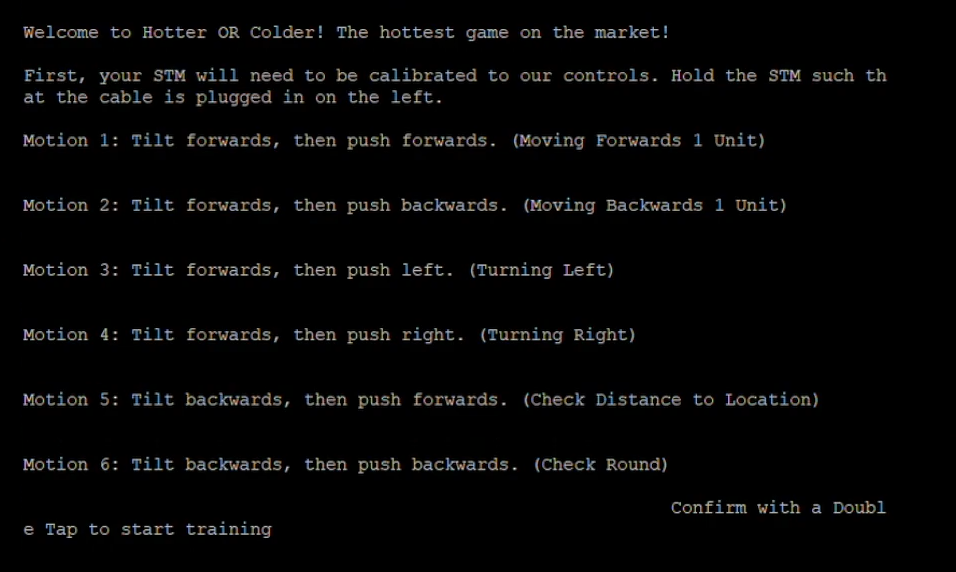 Welcome to Hotter OR Colder! The hottest game on the market!
First, your STM will need to be calibrated to our controls. Hold the STM such th
at the cable is plugged in on the left.
Motion 1: Tilt forwards, then push forwards. (Moving Forwards 1 Unit)
Motion 2: Tilt forwards, then push backwards. (Moving Backwards 1 Unit)
Motion 3: Tilt forwards, then push left. (Turning Left)
Motion 4: Tilt forwards, then push right. (Turning Right)
Motion 5: Tilt backwards, then push forwards. (Check Distance to Location)
Motion 6: Tilt backwards, then push backwards. (Check Round)
Confirm with a Doubl
e Tap to start training